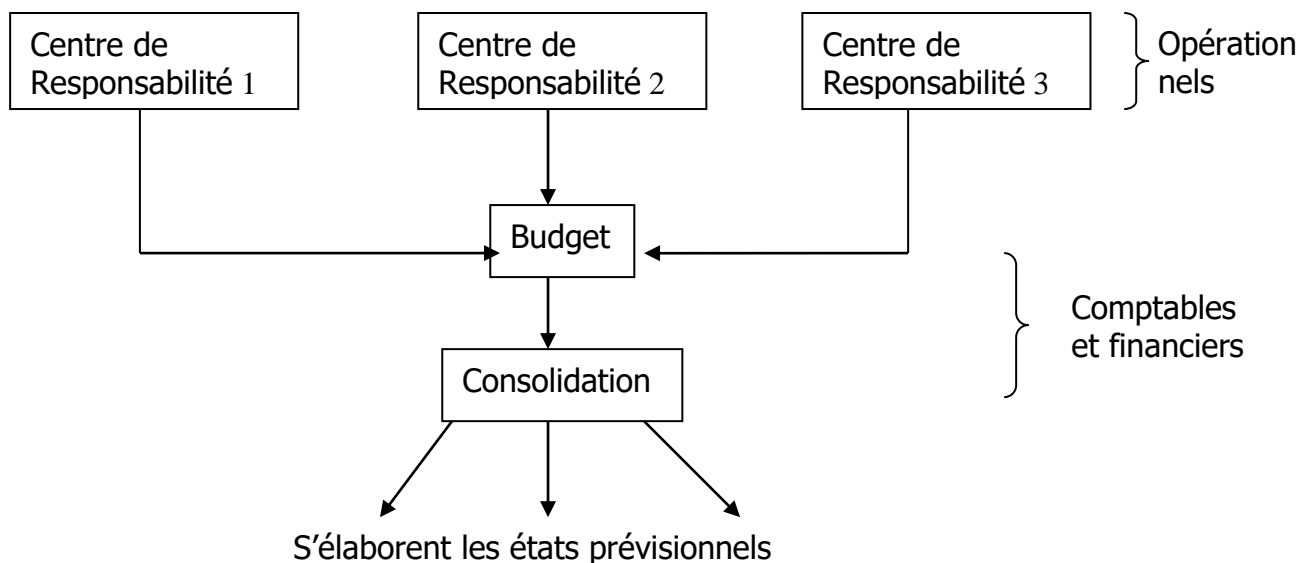 Centre de
Responsabilité 1
Centre de
Responsabilité 2
Centre de
Responsabilité 3
Opération
nels
Budget
Comptables
et financiers
Consolidation
S’élaborent les états prévisionnels